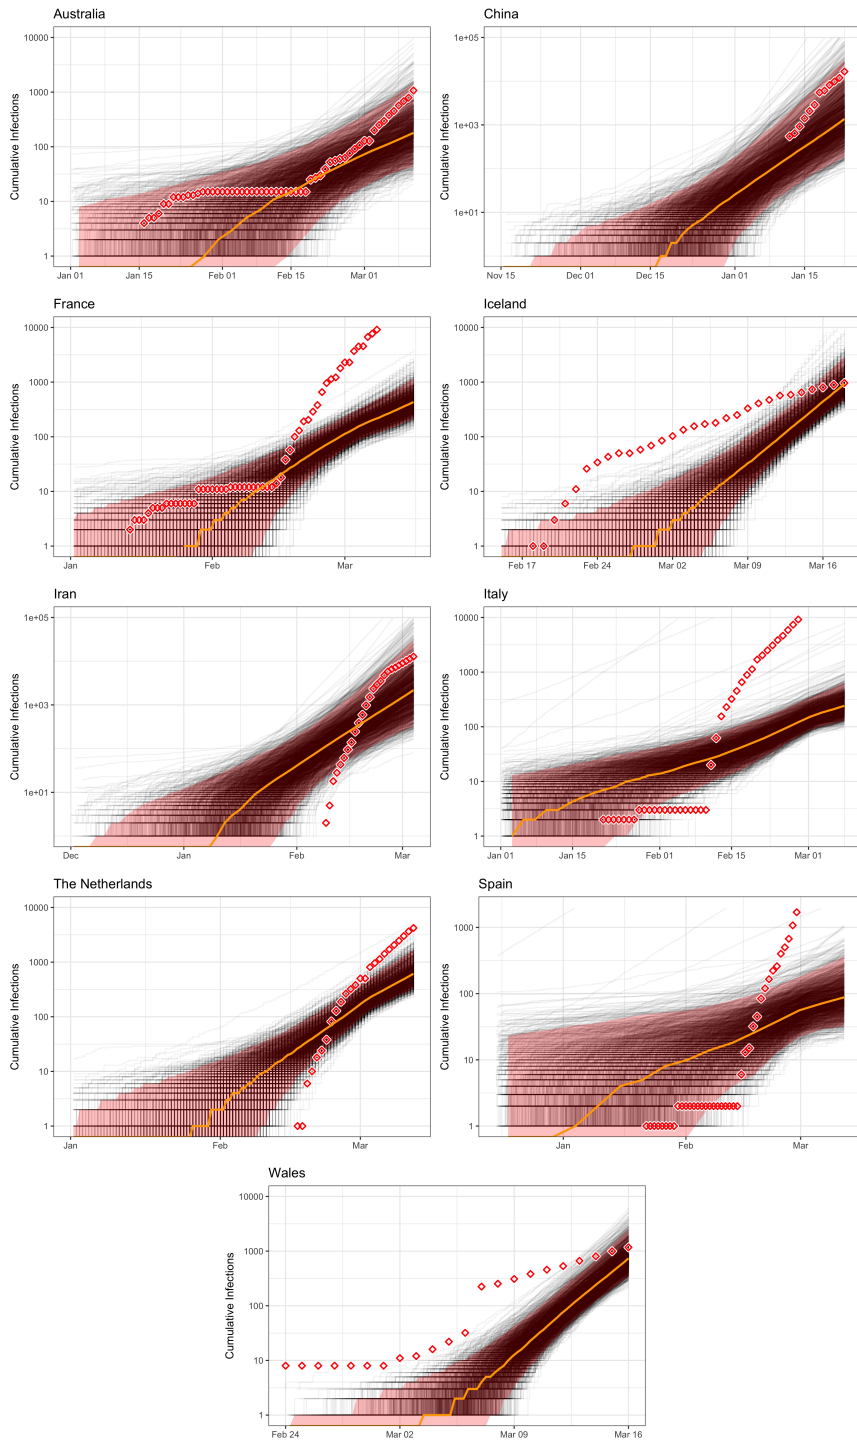 Australia
China
10000
1000
100
10
1
Cumulative Infections
Jan 01
Jan 15
Feb 01
Feb 15
Mar 01
1e+05
1e+03
1e+01
Cumulative Infections
Nov 15
Dec 01
Dec 15
Jan 01
Jan 15
France
Iceland
10000
1000
100
10
1
Cumulative Infections
Jan
Feb
Mar
10000
1000
100
10
1
Cumulative Infections
Feb 17
Feb 24
Mar 02
Mar 09
Mar 16
Iran
Italy
1e+05
1e+03
1e+01
Cumulative Infections
Dec
Jan
Feb
Mar
10000
1000
100
10
1
Cumulative Infections
Jan 01
Jan 15
Feb 01
Feb 15
Mar 01
The Netherlands
Spain
10000
1000
100
10
1
Cumulative Infections
Jan
Feb
Mar
1000
100
10
1
Cumulative Infections
Jan
Feb
Mar
Wales
10000
1000
100
10
1
Cumulative Infections
Feb 24
Mar 02
Mar 09
Mar 16